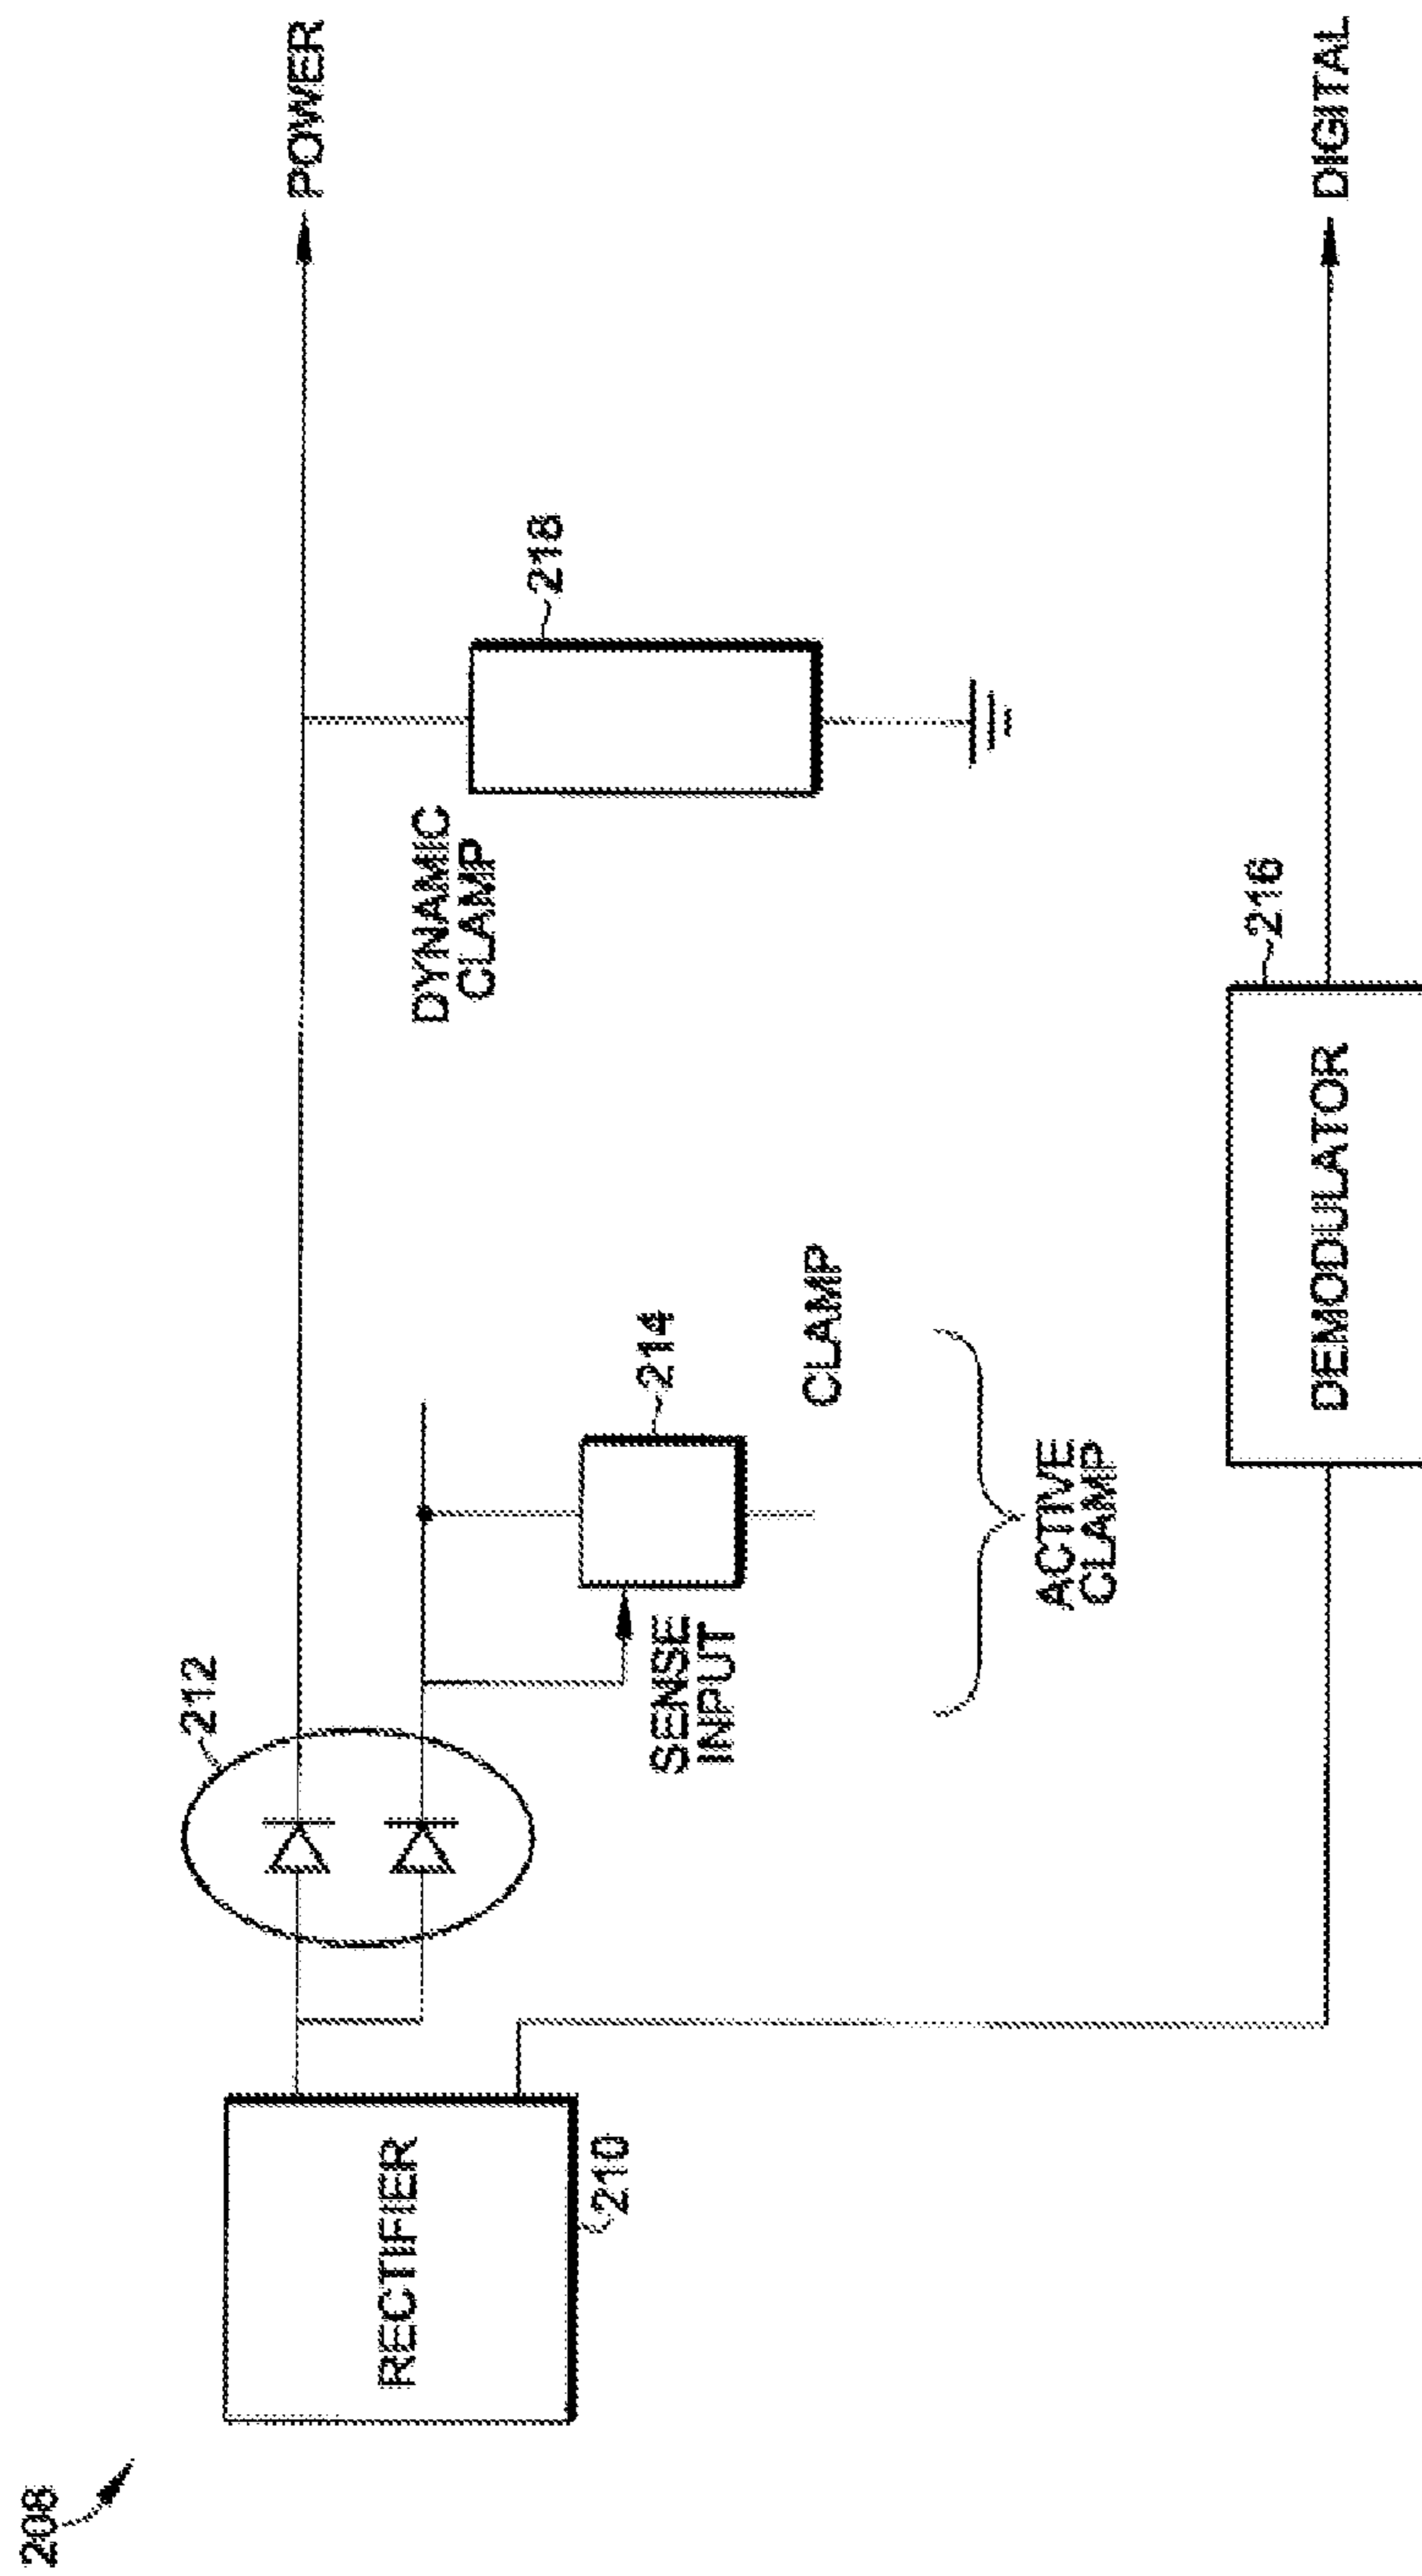 208
RECTIFIER
210
212
POWER
SENSE
INPUT
214
CLAMP
ACTIVE
CLAMP
DYNAMIC
CLAMP
218
DEMODULATOR
216
DIGITAL